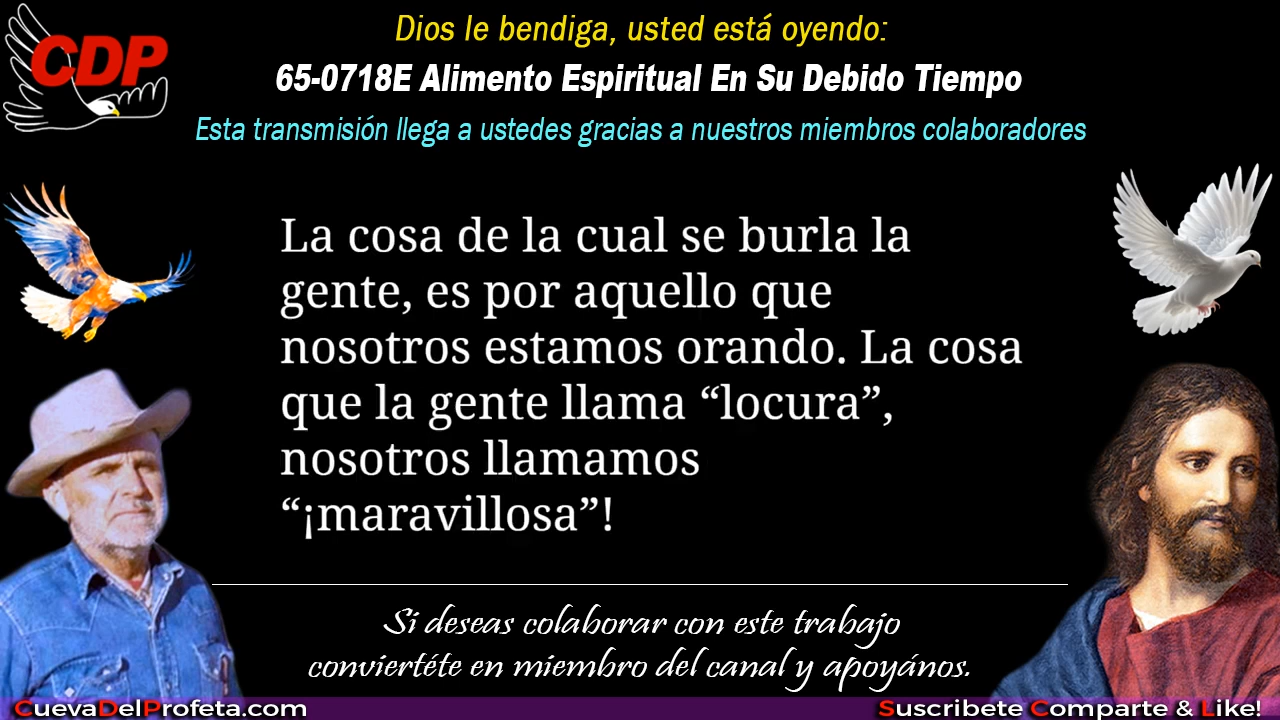 CDP
Dios le bendiga, usted está oyendo:
65-0718E Alimento Espiritual En Su Debido Tiempo
Esta transmisión llega a ustedes gracias a nuestros miembros colaboradores
La cosa de la cual se burla la
gente, es por aquello que
nosotros estamos orando. La cosa
que la gente llama “locura”,
nosotros llamamos
“¡maravillosa”!
Si deseas colaborar con este trabajo
conviertéte en miembro del canal y apoyános.
CuevaDelProfeta.com
Suscribete Comparte & Like!